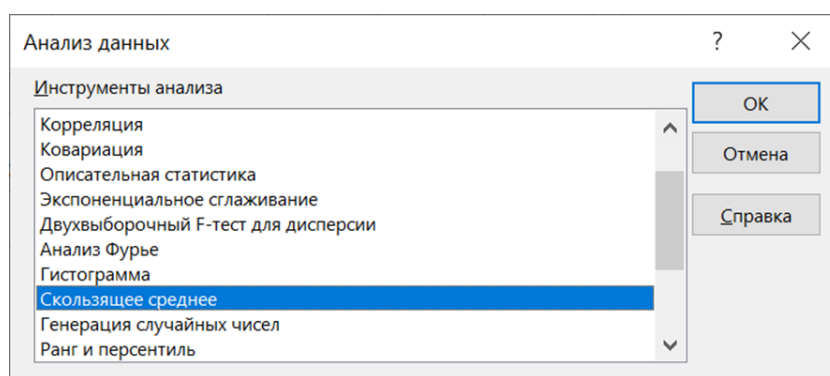 Анализ данных
?
Инструменты анализа
Корреляция
Ковариация
Описательная статистика
Экспоненциальное сглаживание
Двухвыборочный F-тест для дисперсии
Анализ Фурье
Гистограмма
Скользящее среднее
Генерация случайных чисел
Ранг и персентиль
ОК
Отмена
Справка